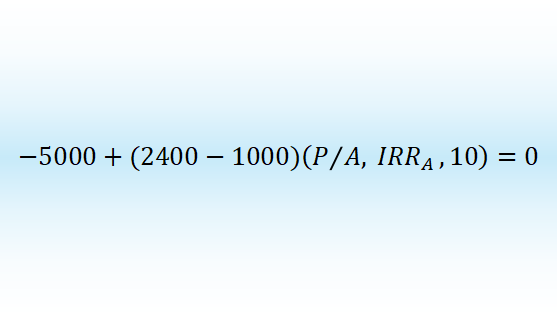 −5000 + (2400 − 1000)(P/A, IRR_A, 10) = 0